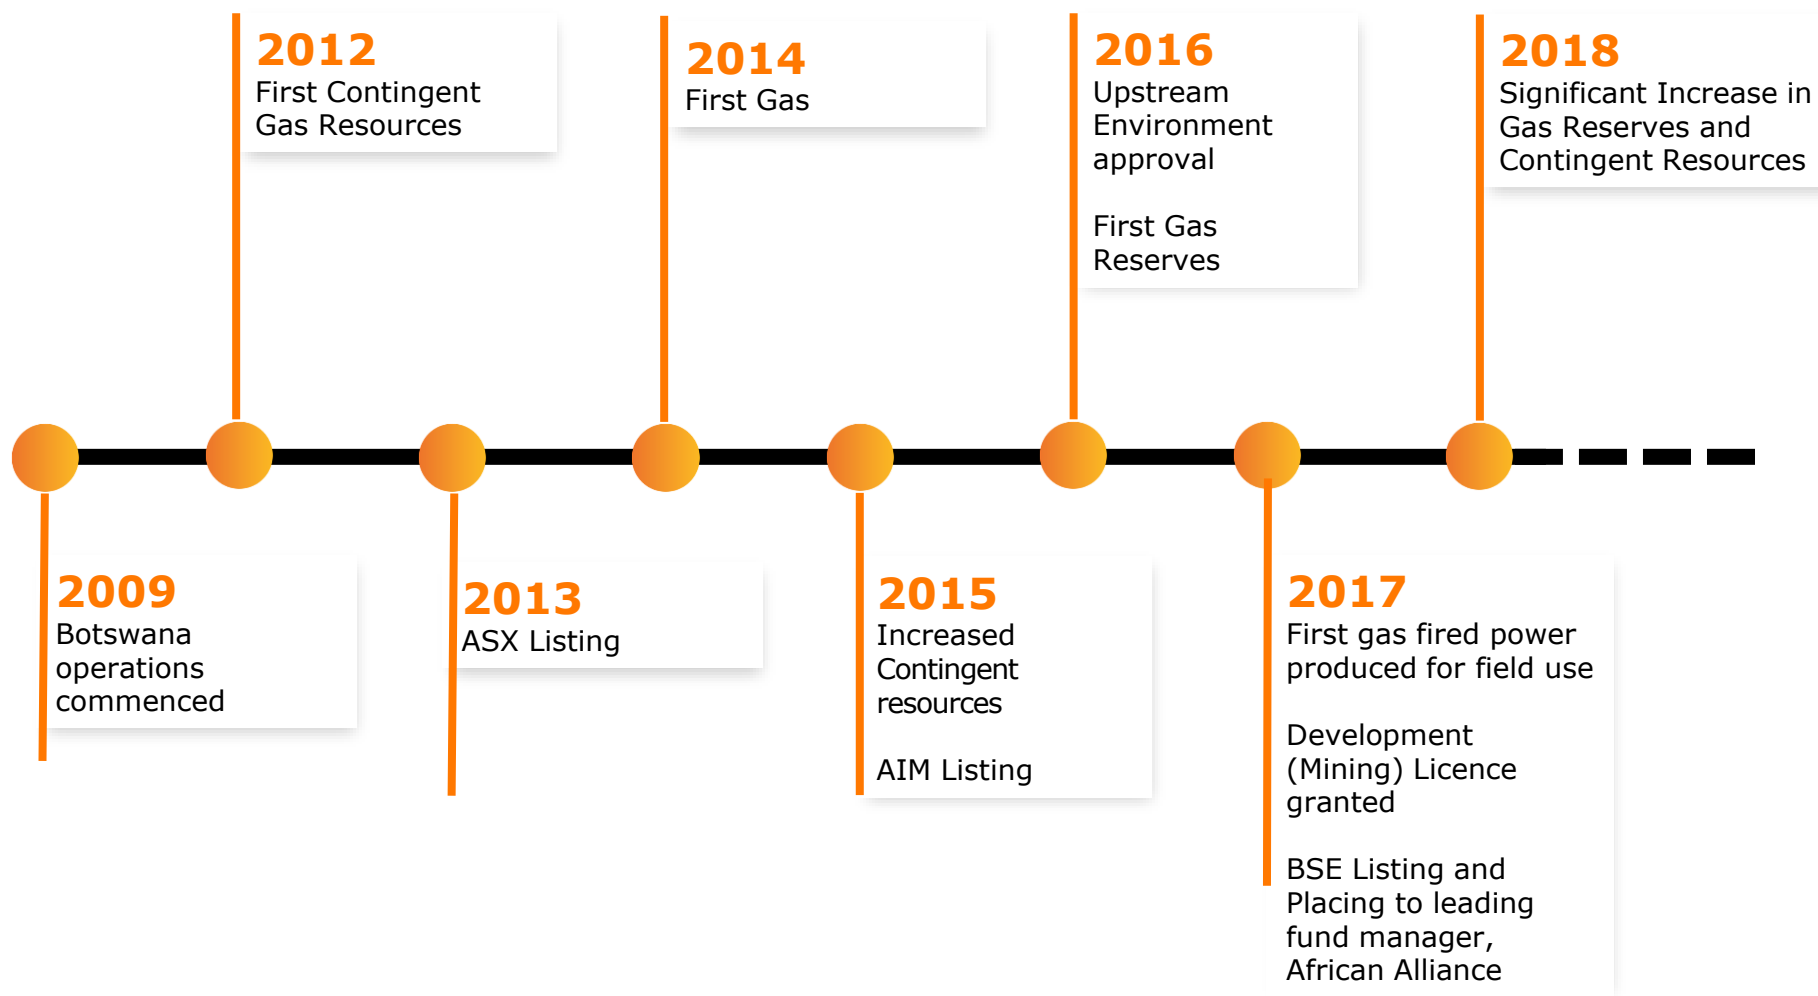 2012
First Contingent
Gas Resources
2014
First Gas
2016
Upstream
Environment
approval
First Gas
Reserves
2018
Significant Increase in
Gas Reserves and
Contingent Resources
2009
Botswana
operations
commenced
2013
ASX Listing
2015
Increased
Contingent
resources
AIM Listing
2017
First gas fired power
produced for field use
Development
(Mining) Licence
granted
BSE Listing and
Placing to leading
fund manager,
African Alliance